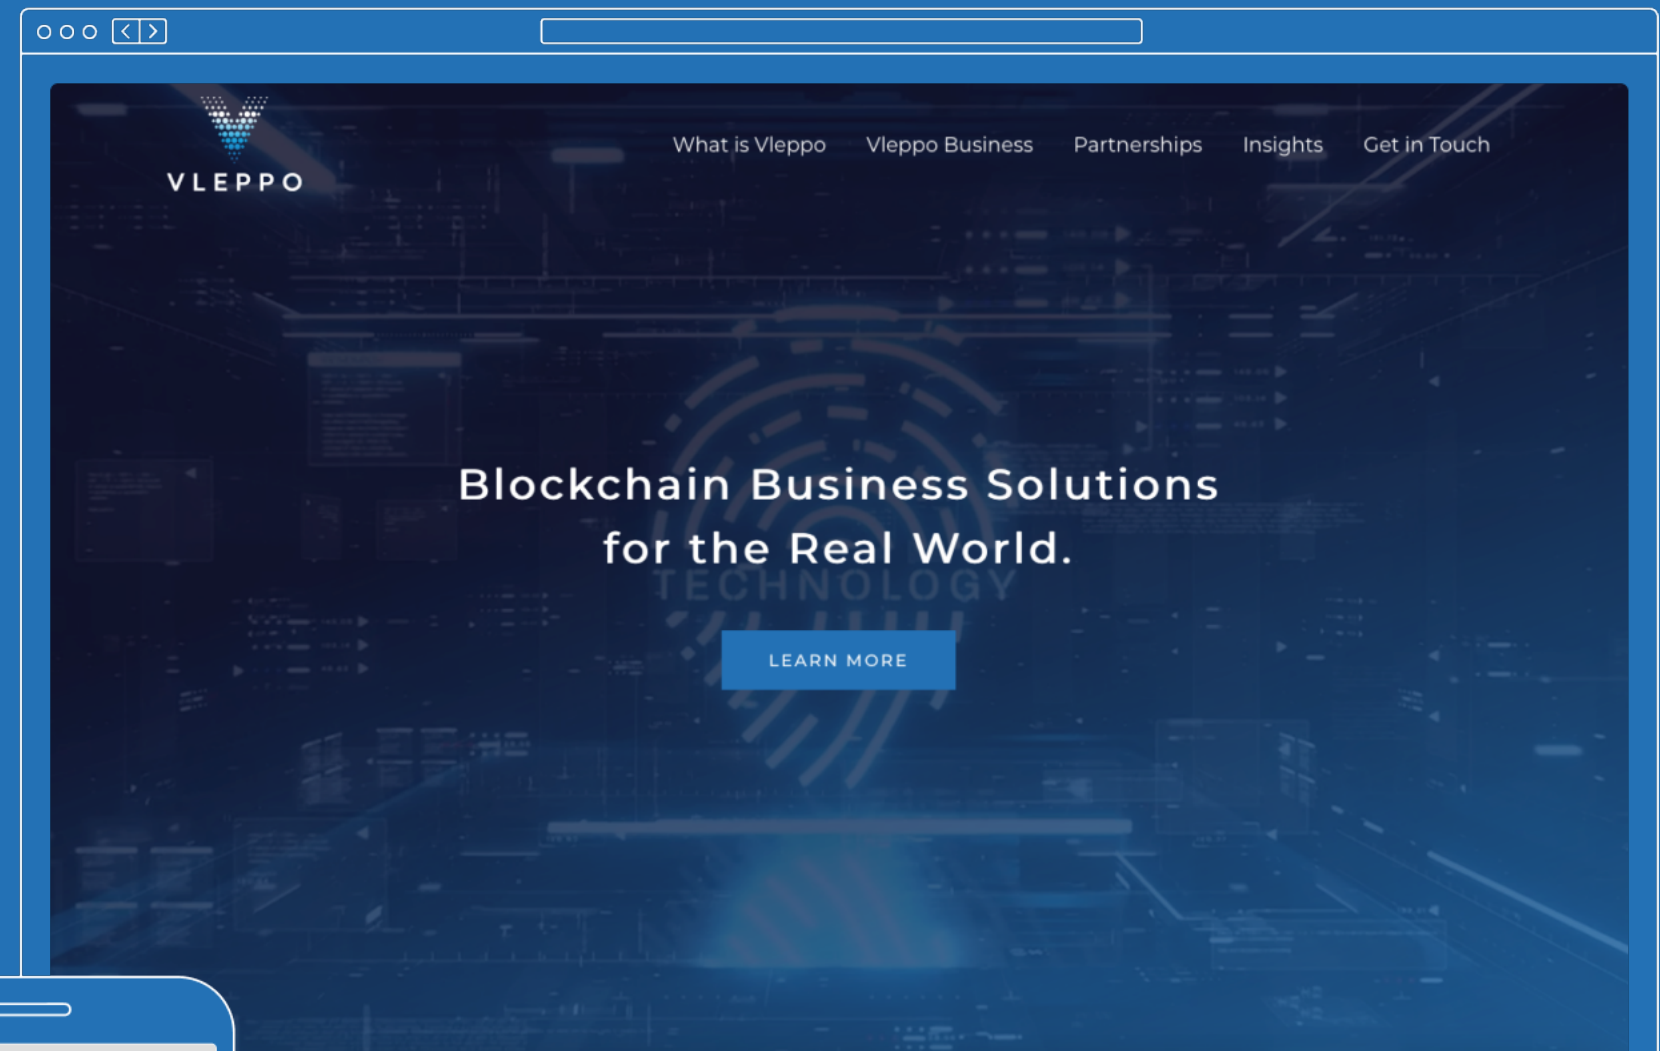 VLEPPO
What is Vleppo
Vleppo Business
Partnerships
Insights
Get in Touch
Blockchain Business Solutions
for the Real World.
TECHNOLOGY
LEARN MORE